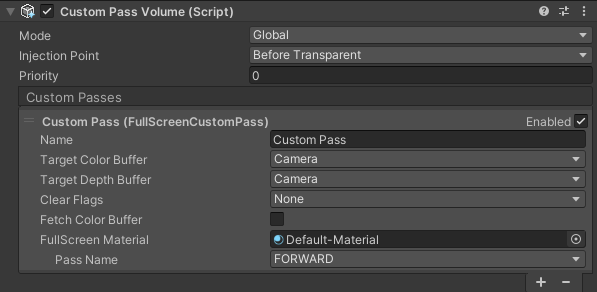 Custom Pass Volume (Script)
Mode Global
Injection Point Before Transparent
Priority 0
Custom Passes
Custom Pass (FullScreenCustomPass) Enabled
Name Custom Pass
Target Color Buffer Camera
Target Depth Buffer Camera
Clear Flags None
Fetch Color Buffer
FullScreen Material Default-Material
Pass Name FORWARD